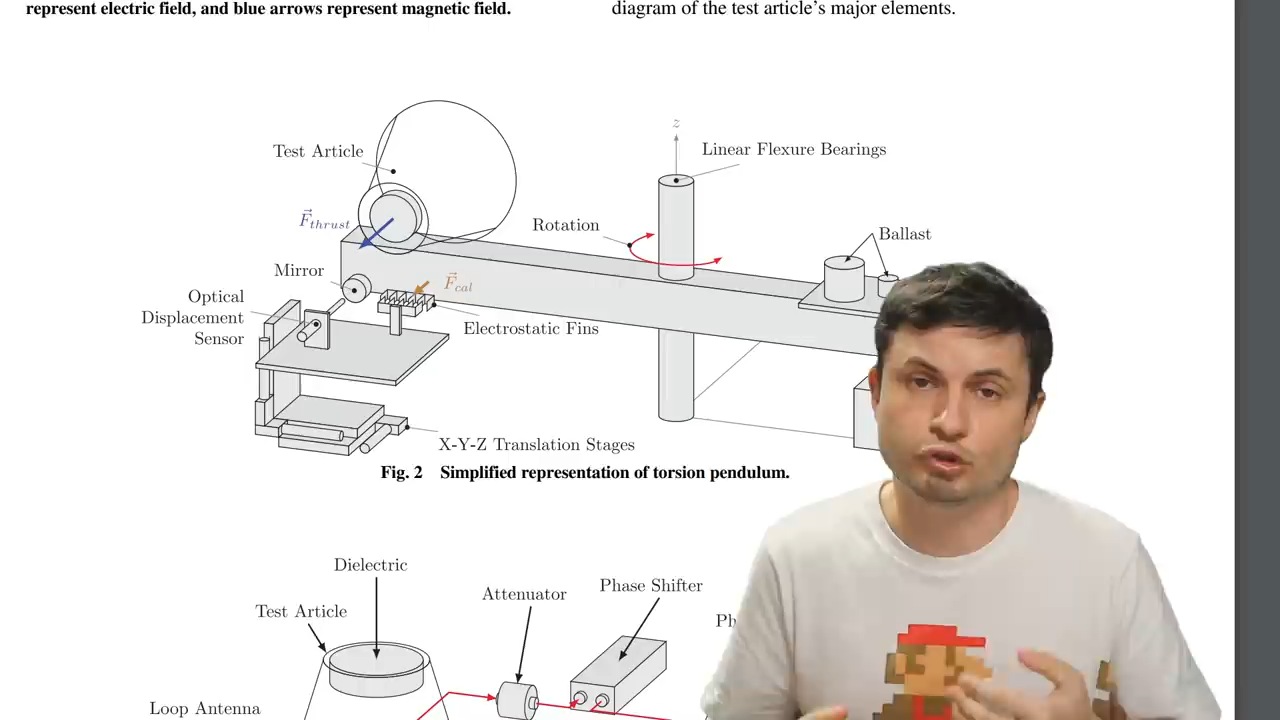 represent electric field, and blue arrows represent magnetic field.
diagram of the test article's major elements.
z
Linear Flexure Bearings
Test Article
F thrust
Rotation
Ballast
Mirror
F cal
Optical
Displacement
Sensor
Electrostatic Fins
X-Y-Z Translation Stages
Fig. 2 Simplified representation of torsion pendulum.
Dielectric
Attenuator
Phase Shifter
Test Article
Ph
Loop Antenna